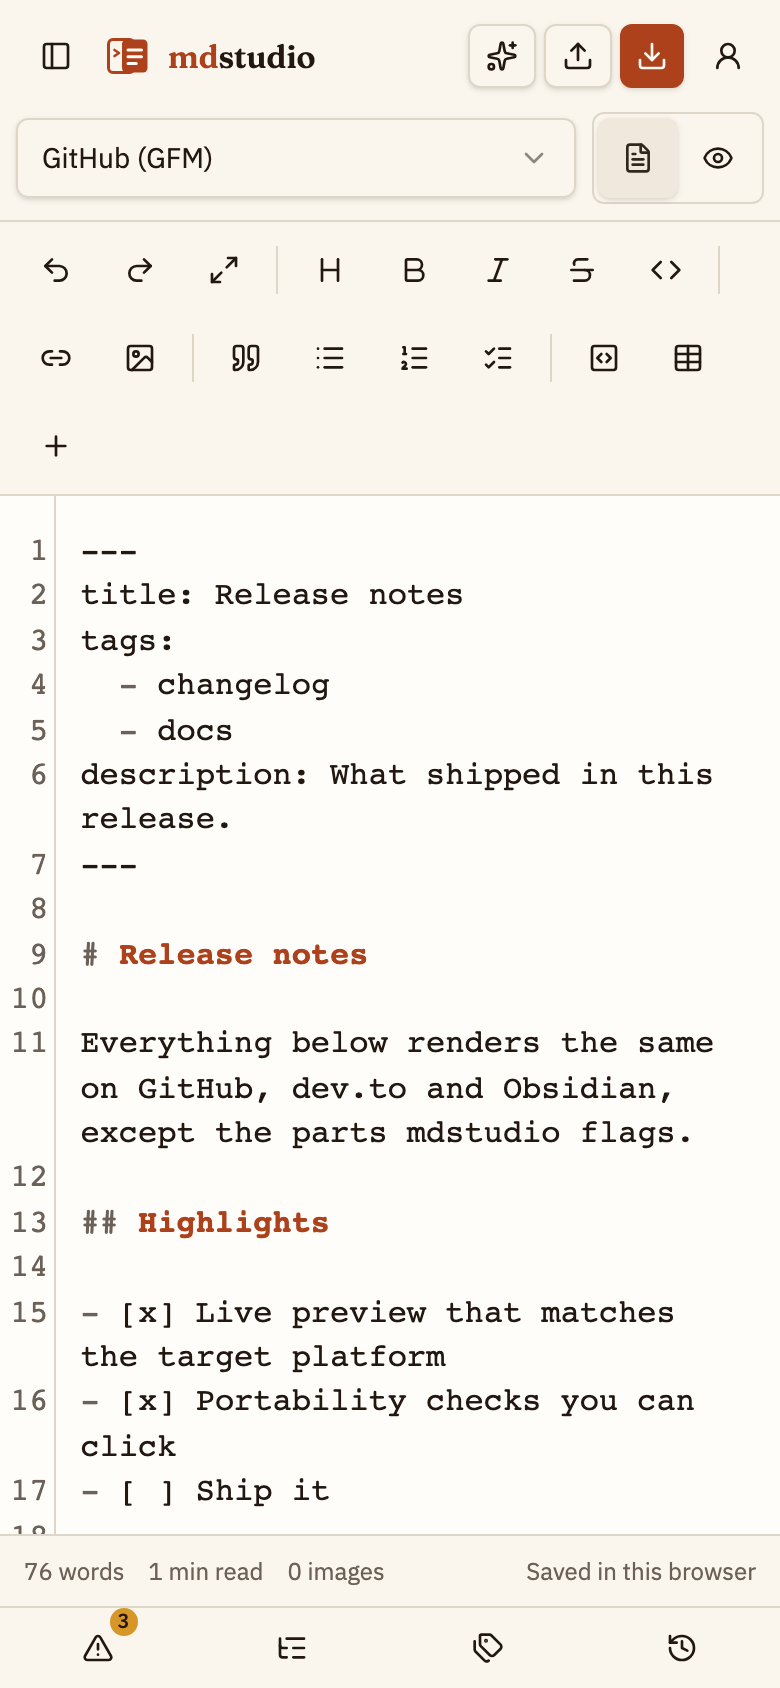 mdstudio
GitHub (GFM)
1 ---
2 title: Release notes
3 tags:
4   - changelog
5   - docs
6 description: What shipped in this
release.
7 ---
8
9 # Release notes
10
11 Everything below renders the same
on GitHub, dev.to and Obsidian,
except the parts mdstudio flags.
12
13 ## Highlights
14
15 - [x] Live preview that matches
the target platform
16 - [x] Portability checks you can
click
17 - [ ] Ship it
18
76 words 1 min read 0 images Saved in this browser
3